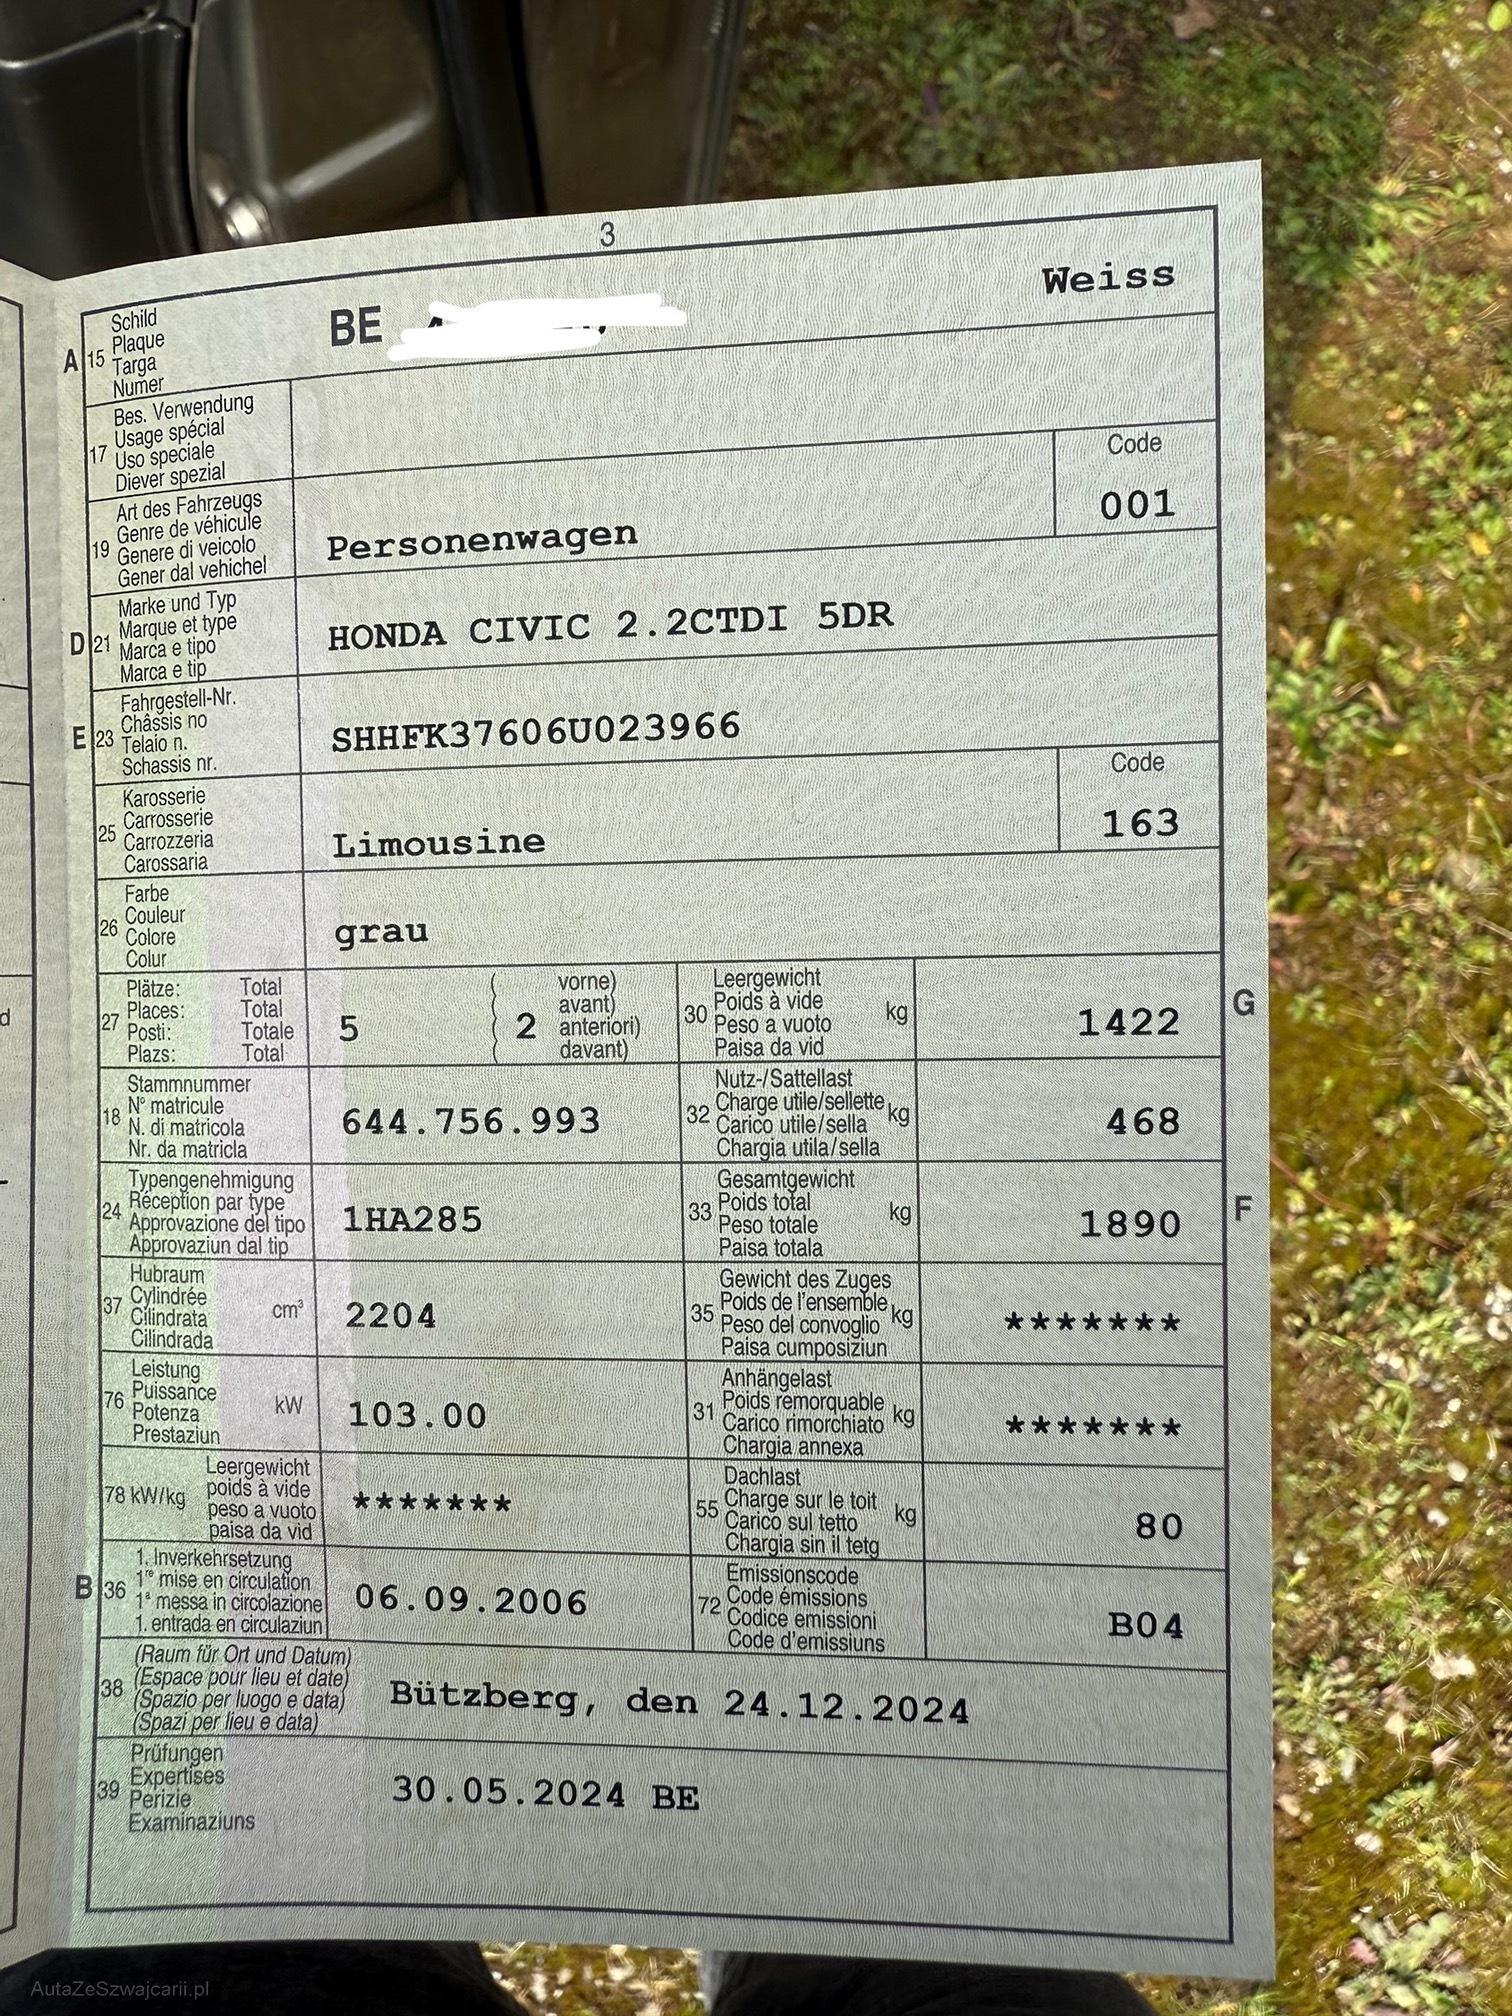 3
A 15 Schild
Plaque
Targa
Numer
BE
Weiss
17 Bes. Verwendung
Usage spécial
Uso speciale
Diever spezial
19 Art des Fahrzeugs
Genre de véhicule
Genere di veicolo
Gener dal vehichel
Personenwagen
Code
001
D 21 Marke und Typ
Marque et type
Marca e tipo
Marca e tip
HONDA CIVIC 2.2CTDI 5DR
E 23 Fahrgestell-Nr.
Châssis no
Telaio n.
Schassis nr.
SHHFK37606U023966
25 Karosserie
Carrosserie
Carrozzeria
Carossaria
Limousine
Code
163
26 Farbe
Couleur
Colore
Colur
grau
27 Plätze: Total
Places: Total
Posti: Totale
Plazs: Total
5
2
vorne)
avant)
anteriori)
davant)
30 Leergewicht
Poids à vide
Peso a vuoto
Paisa da vid
kg
1422
G
18 Stammnummer
N° matricule
N. di matricola
Nr. da matricla
644.756.993
32 Nutz-/Sattellast
Charge utile/sellette
Carico utile/sella
Chargia utila/sella
kg
468
24 Typengenehmigung
Réception par type
Approvazione del tipo
Approvaziun dal tip
1HA285
33 Gesamtgewicht
Poids total
Peso totale
Paisa totala
kg
1890
F
37 Hubraum
Cylindrée
Cilindrata
Cilindrada
cm³
2204
35 Gewicht des Zuges
Poids de l'ensemble
Peso del convoglio
Paisa cumposiziun
kg
*******
76 Leistung
Puissance
Potenza
Prestaziun
kW
103.00
31 Anhängelast
Poids remorquable
Carico rimorchiato
Chargia annexa
kg
*******
78 kW/kg Leergewicht
poids à vide
peso a vuoto
paisa da vid
*******
55 Dachlast
Charge sur le toit
Carico sul tetto
Chargia sin il tetg
kg
80
B 36 1. Inverkehrsetzung
1re mise en circulation
1a messa in circolazione
1. entrada en circulaziun
06.09.2006
72 Emissionscode
Code émissions
Codice emissioni
Code d'emissiuns
B04
38 (Raum für Ort und Datum)
(Espace pour lieu et date)
(Spazio per luogo e data)
(Spazi per lieu e data)
Bützberg, den 24.12.2024
39 Prüfungen
Expertises
Perizie
Examinaziuns
30.05.2024 BE
d
AutaZeSzwajcarii.pl